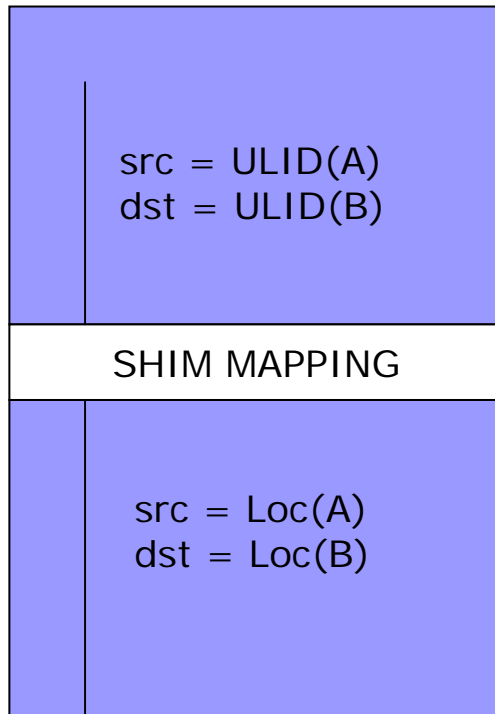 src = ULID(A)
dst = ULID(B)
SHIM MAPPING
src = Loc(A)
dst = Loc(B)